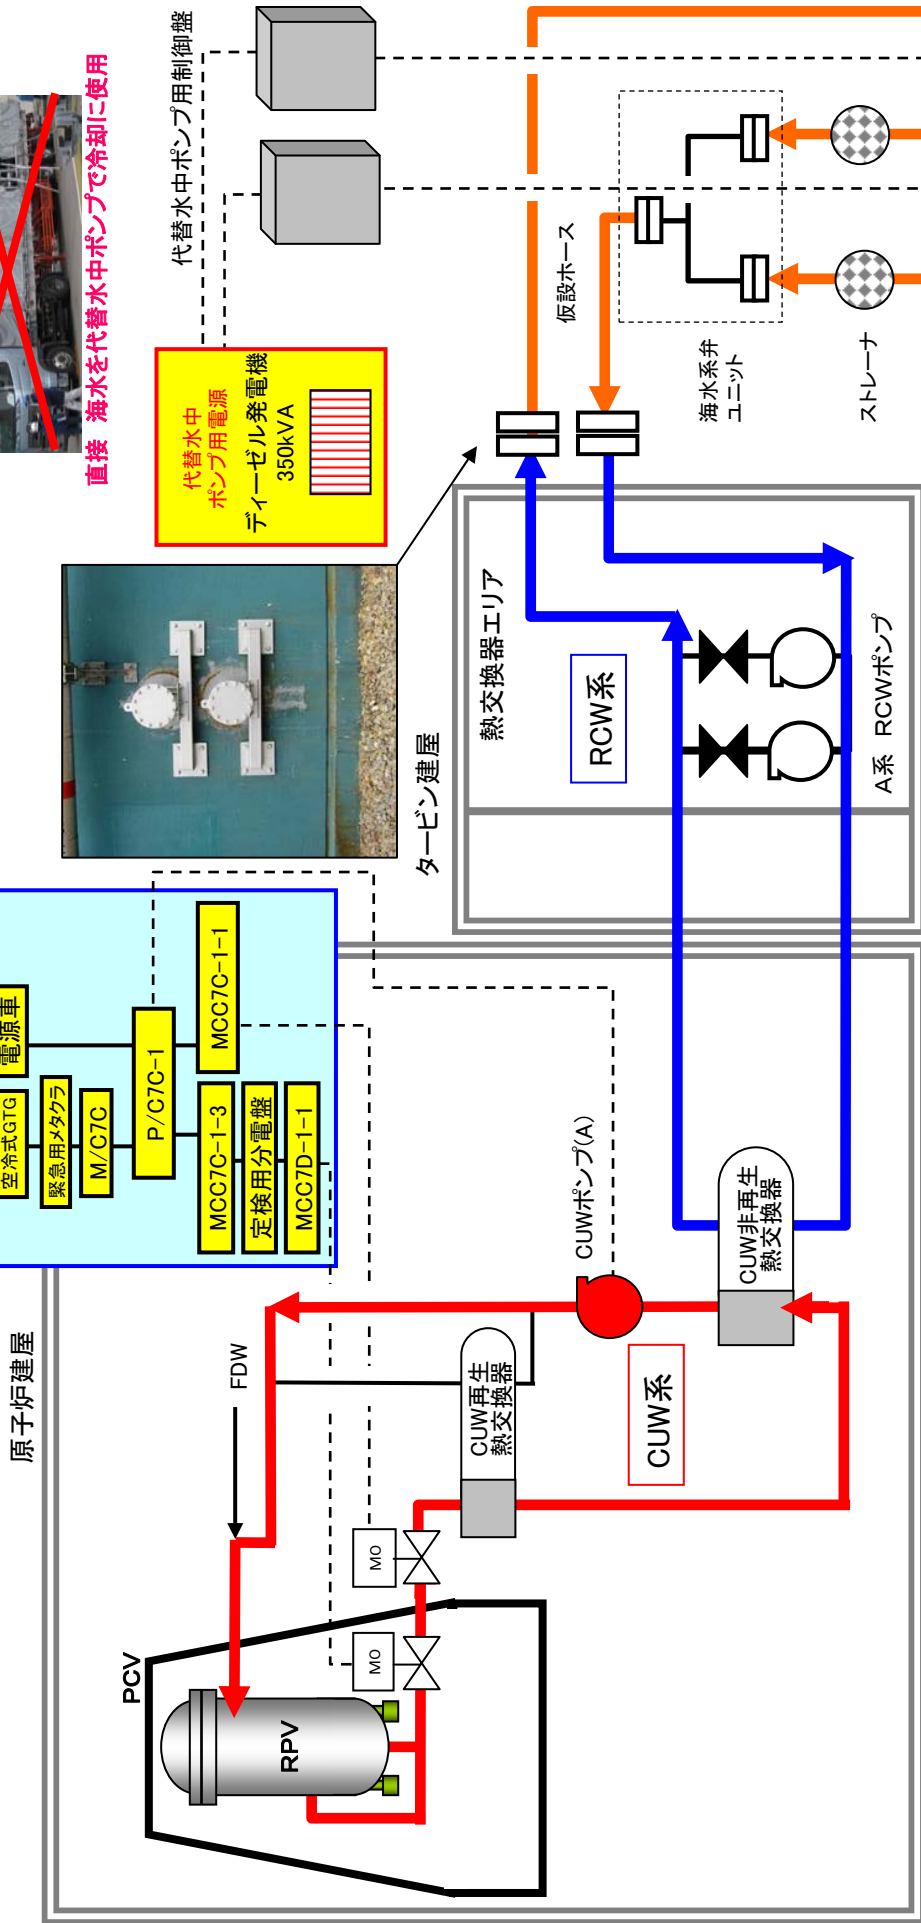 直接 海水を代替水中ポンプで冷却に使用
代替水中ポンプ用制御盤
代替水中
ポンプ用電源
ディーゼル発電機
350kVA
仮設ホース
海水系弁
ユニット
ストレーナ
タービン建屋
熱交換器エリア
RCW系
A系 RCWポンプ
原子炉建屋
空冷式GTG
電源車
緊急用メタクラ
M/C7C
P/C7C-1
MCC7C-1-3
MCC7C-1-1
定検用分電盤
MCC7D-1-1
FDW
PCV
RPV
MO
MO
CUW再生
熱交換器
CUWポンプ(A)
CUW系
CUW非再生
熱交換器